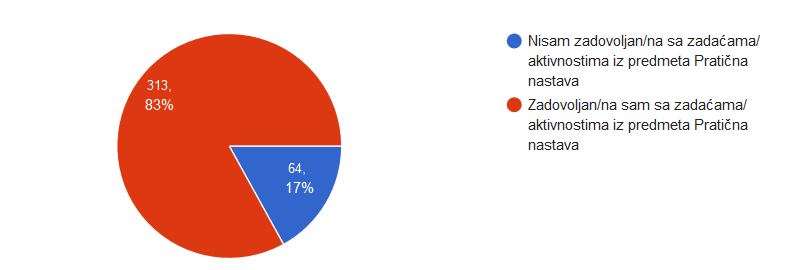 313,
83%
64,
17%
Nisam zadovoljan/na sa zadaćama/
aktivnostima iz predmeta Pratična
nastava
Zadovoljan/na sam sa zadaćama/
aktivnostima iz predmeta Pratična
nastava